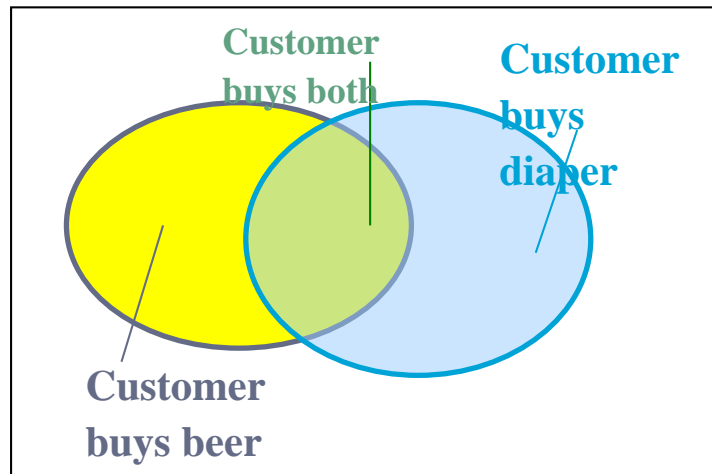 Customer
buys both
Customer
buys
diaper
Customer
buys beer